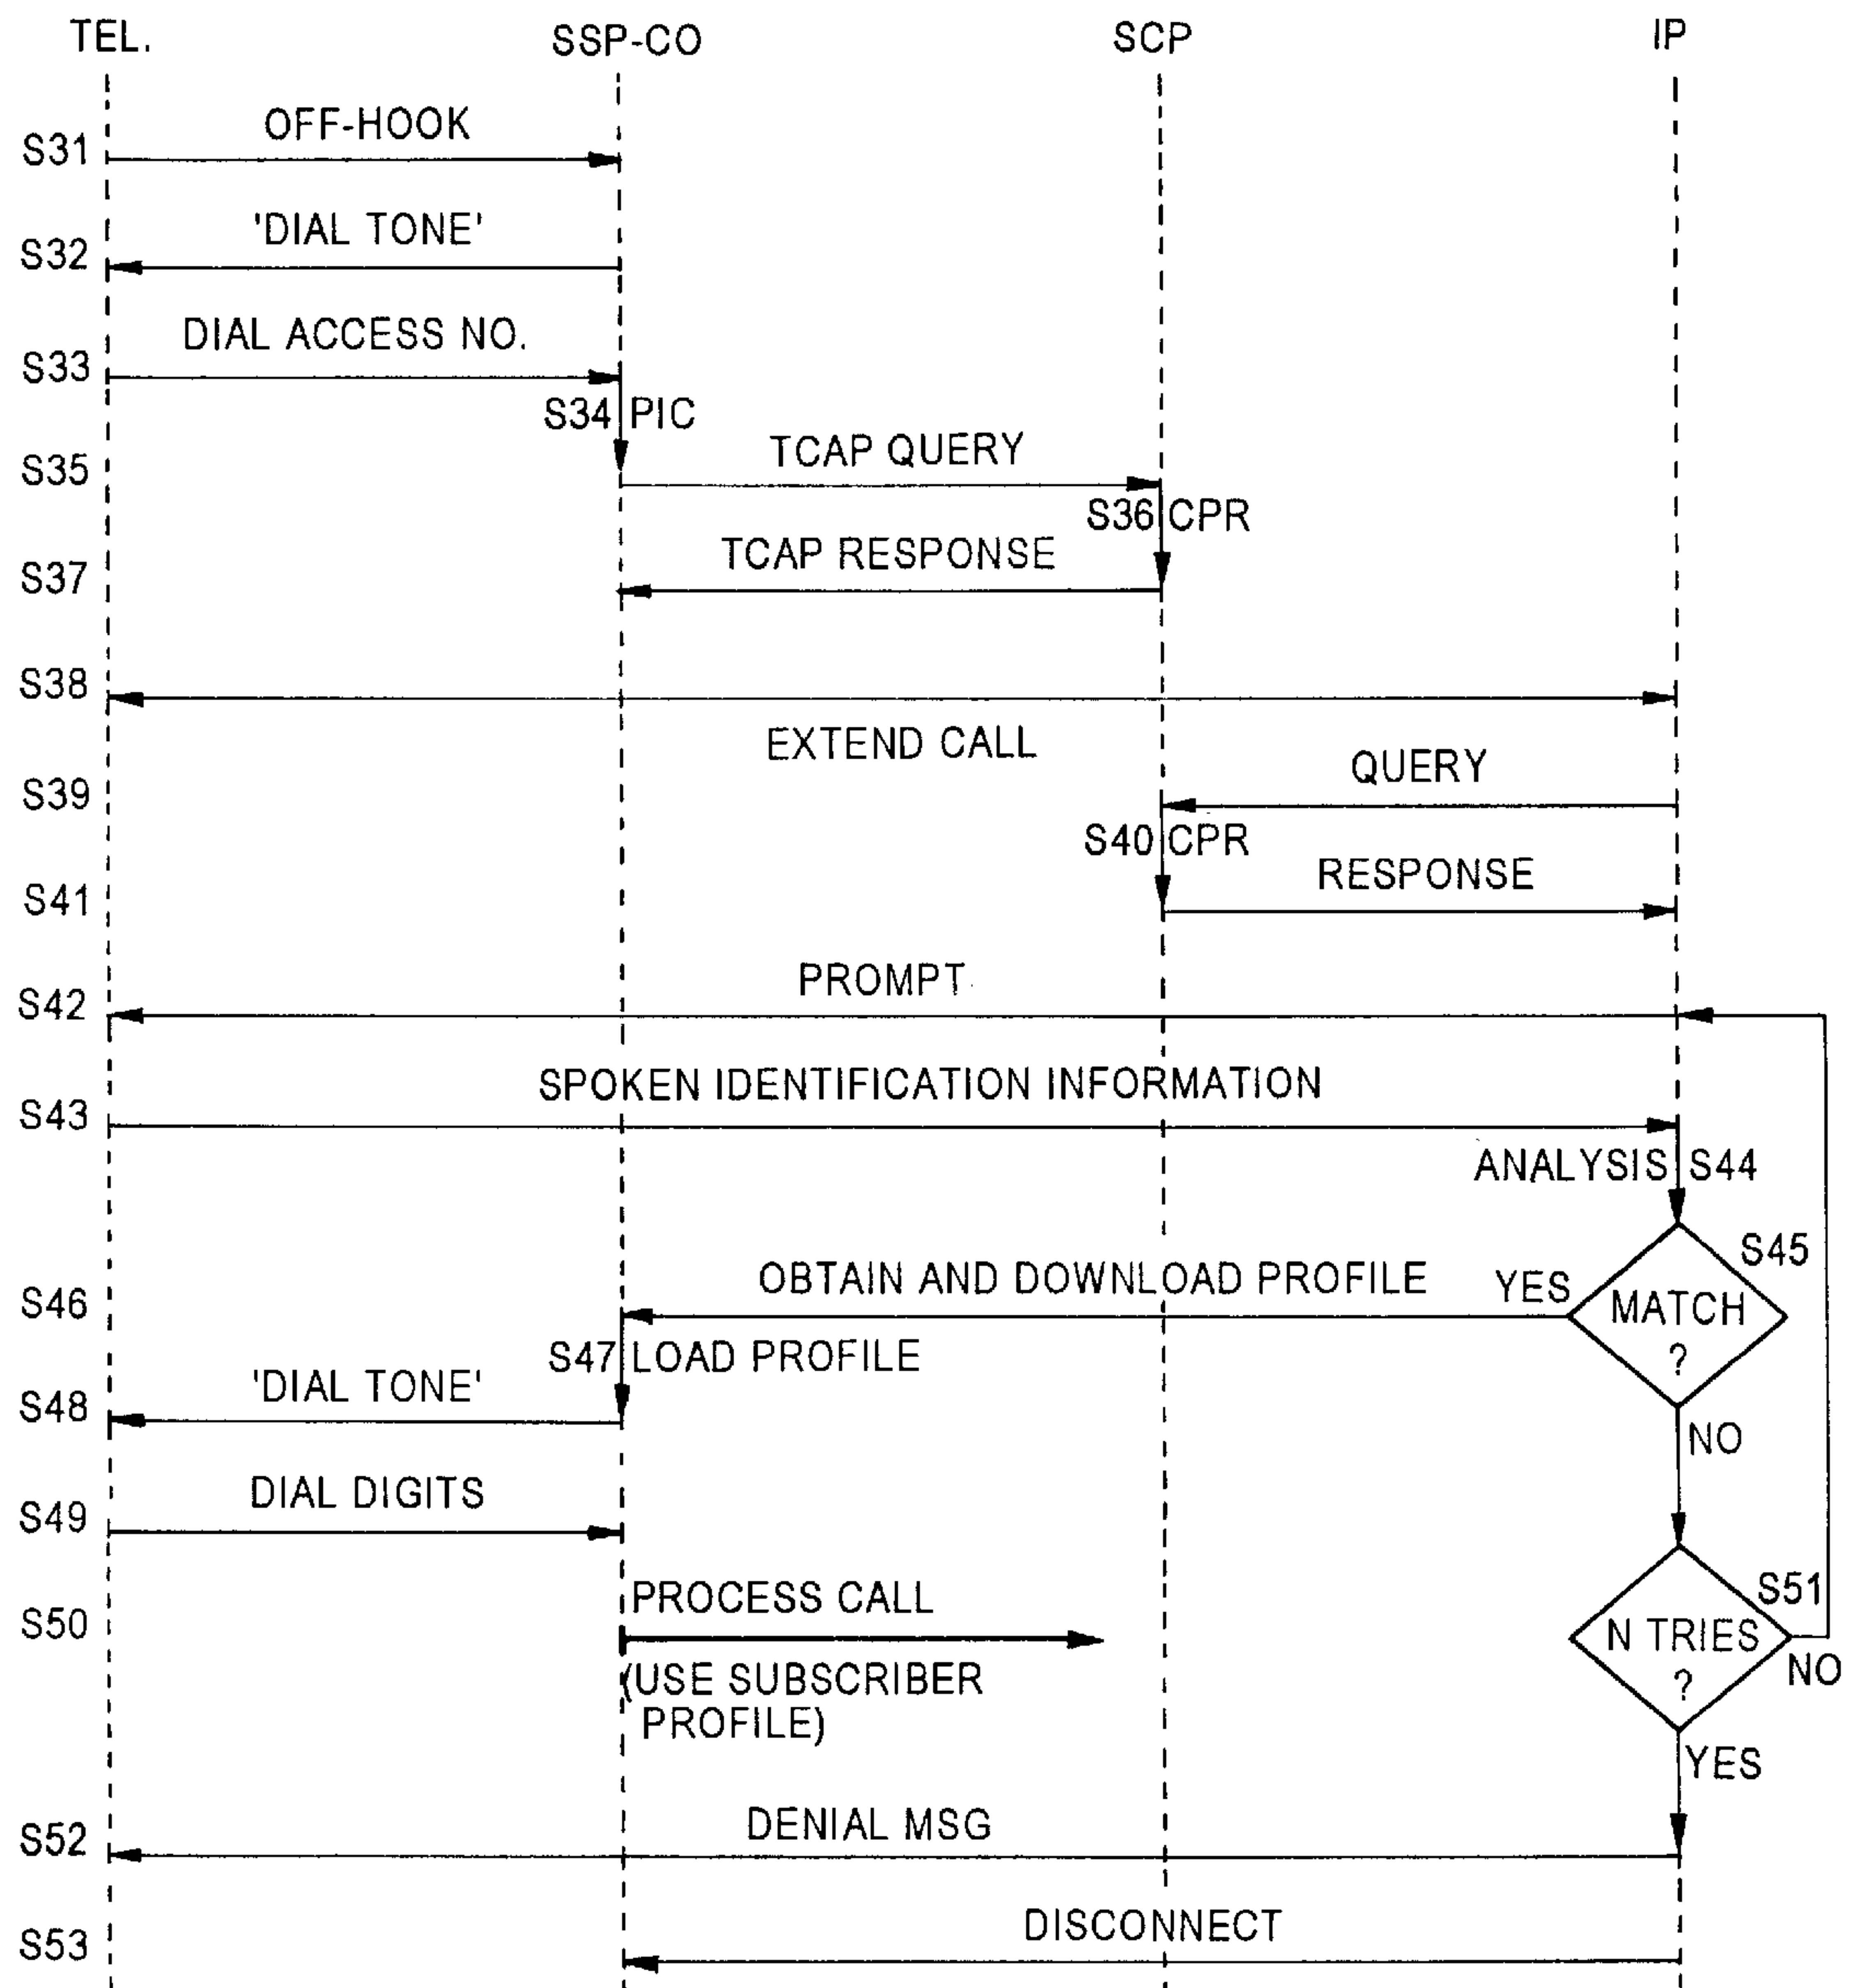 TEL. SSP-CO SCP IP
OFF-HOOK
S31
'DIAL TONE'
S32
DIAL ACCESS NO.
S33
S34 PIC
TCAP QUERY
S35
S36 CPR
TCAP RESPONSE
S37
S38
EXTEND CALL
QUERY
S39
S40 CPR
RESPONSE
S41
PROMPT
S42
SPOKEN IDENTIFICATION INFORMATION
S43
ANALYSIS S44
S45
OBTAIN AND DOWNLOAD PROFILE YES
S46
MATCH
?
S47 LOAD PROFILE
'DIAL TONE'
S48
NO
DIAL DIGITS
S49
S51
PROCESS CALL
S50
N TRIES
?
NO
(USE SUBSCRIBER
PROFILE)
YES
DENIAL MSG
S52
DISCONNECT
S53